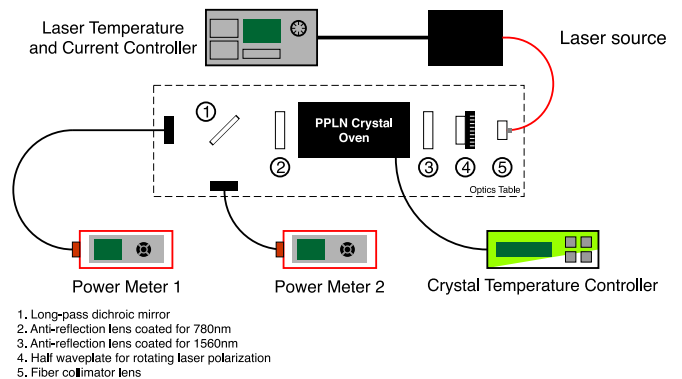 Laser Temperature
and Current Controller
Laser source
1
PPLN Crystal
Oven
2
3
4
5
Optics Table
Power Meter 1
Power Meter 2
Crystal Temperature Controller
1. Long-pass dichroic mirror
2. Anti-reflection lens coated for 780nm
3. Anti-reflection lens coated for 1560nm
4. Half waveplate for rotating laser polarization
5. Fiber collimator lens